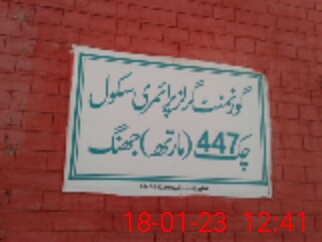 گورنمنٹ گرلز پرائمری سکول
چک 447 (مارتھ) جھنگ
18-01-23 12:41